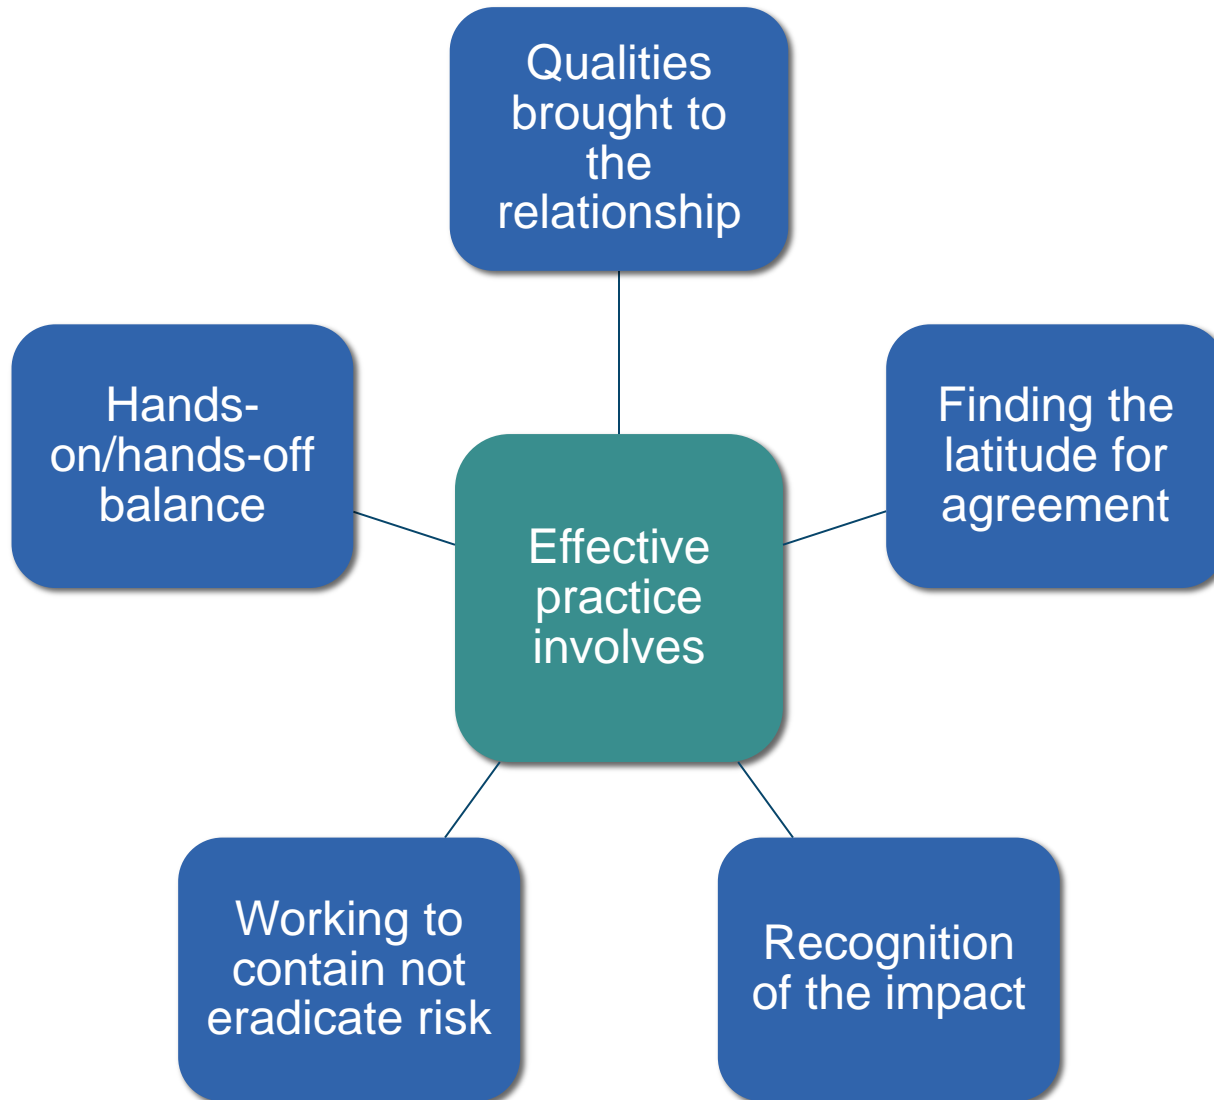 Qualities
brought to
the
relationship
Hands-
on/hands-off
balance
Finding the
latitude for
agreement
Effective
practice
involves
Working to
contain not
eradicate risk
Recognition
of the impact